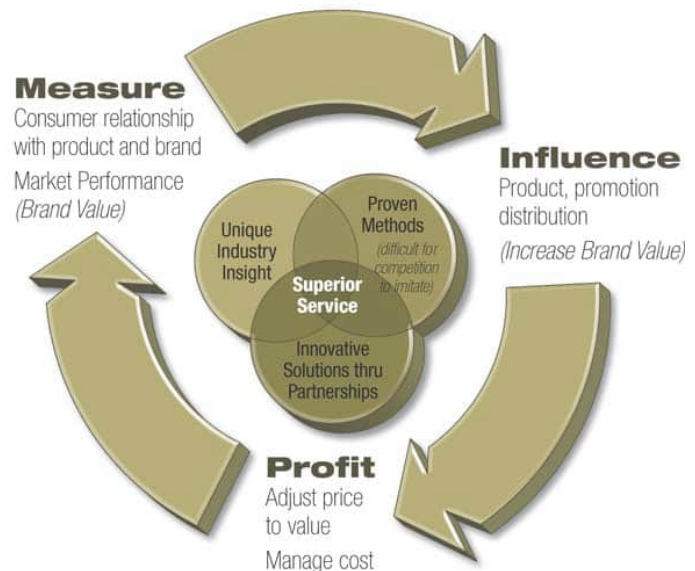 Measure
Consumer relationship
with product and brand
Market Performance
(Brand Value)
Influence
Product, promotion
distribution
(Increase Brand Value)
Unique
Industry
Insight
Proven
Methods
(difficult for
competition
to imitate)
Superior
Service
Innovative
Solutions thru
Partnerships
Profit
Adjust price
to value
Manage cost